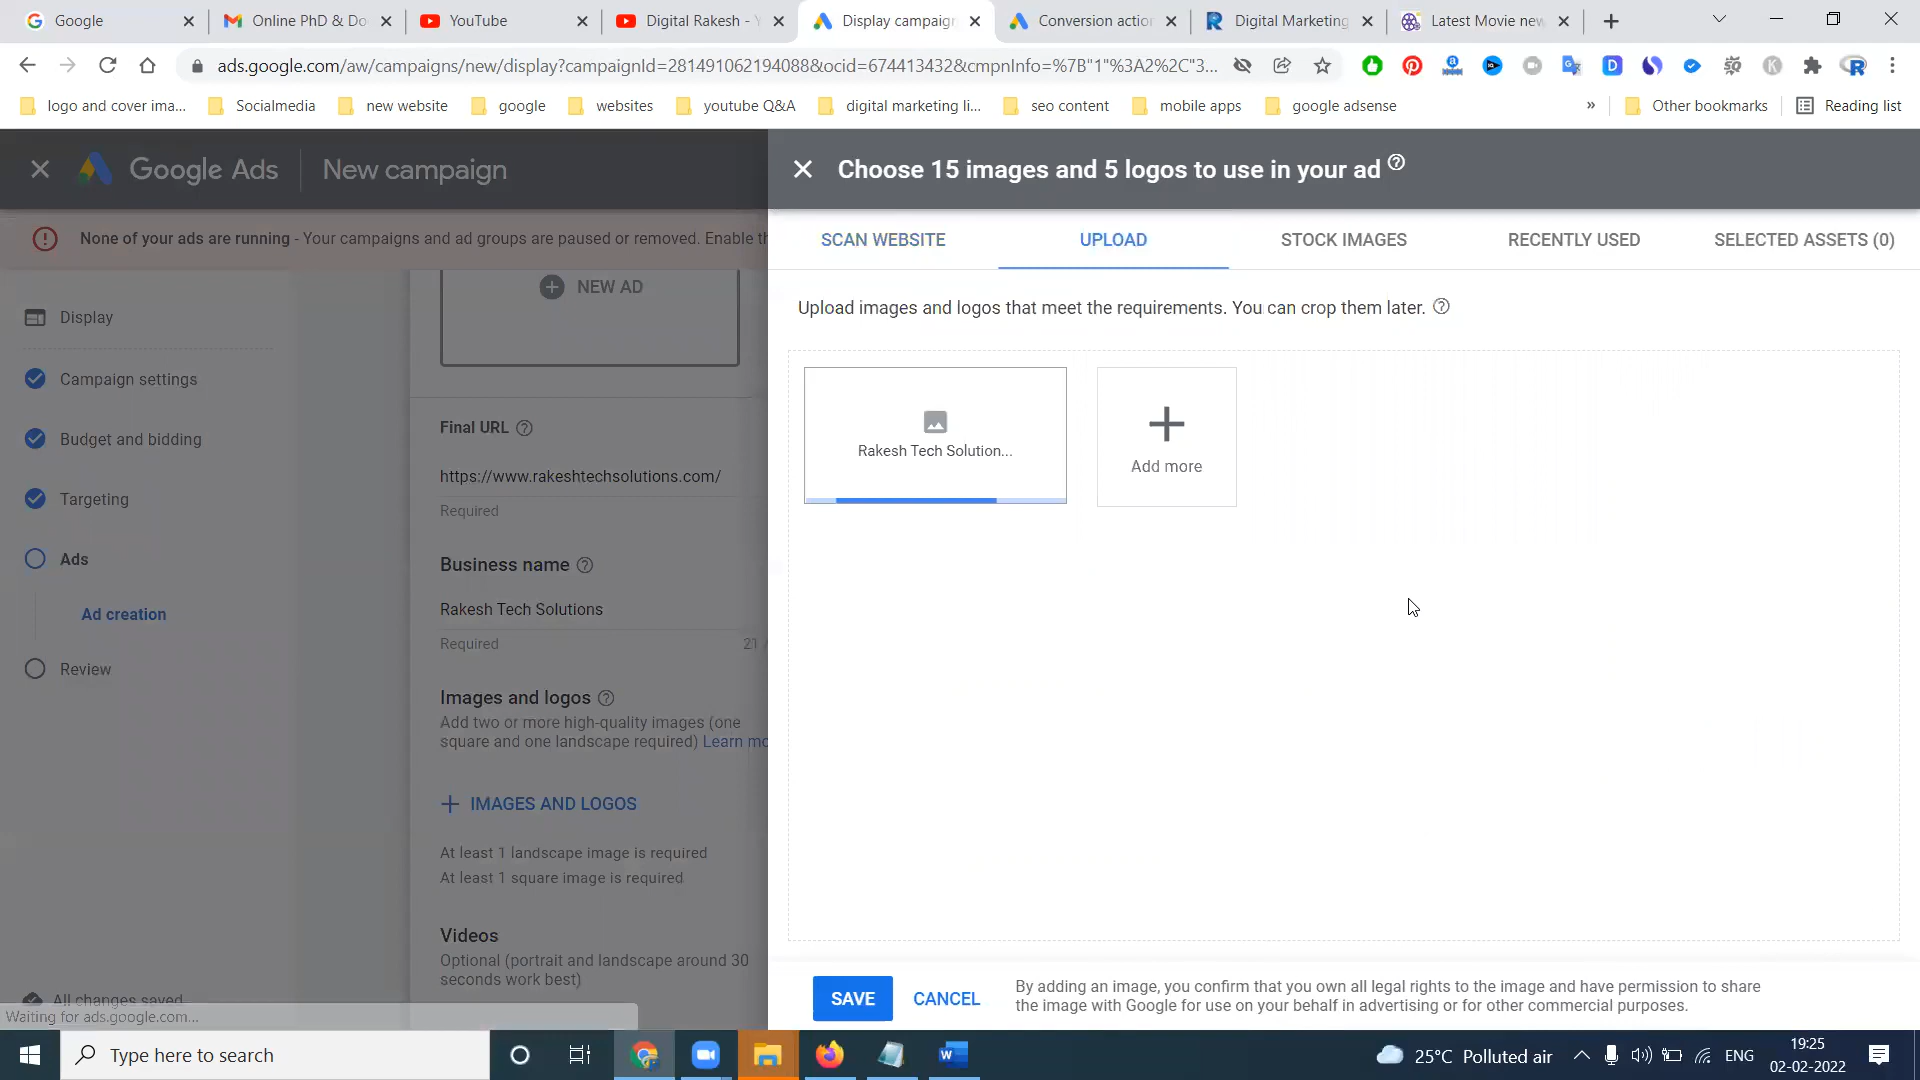 Google
Online PhD & Do
YouTube
Digital Rakesh - Y
Display campaign
Conversion action
Digital Marketing
Latest Movie new
ads.google.com/aw/campaigns/new/display?campaignId=281491062194088&ocid=674413432&cmpnInfo=%7B"1"%3A2%2C"3...
logo and cover ima...
Socialmedia
new website
google
websites
youtube Q&A
digital marketing li...
seo content
mobile apps
google adsense
»
Other bookmarks
Reading list
Google Ads
New campaign
None of your ads are running - Your campaigns and ad groups are paused or removed. Enable th
Display
Campaign settings
Budget and bidding
Targeting
Ads
Ad creation
Review
All changes saved
Waiting for ads.google.com...
NEW AD
Final URL
https://www.rakeshtechsolutions.com/
Required
Business name
Rakesh Tech Solutions
Required
21 /
Images and logos
Add two or more high-quality images (one
square and one landscape required) Learn mo
IMAGES AND LOGOS
At least 1 landscape image is required
At least 1 square image is required
Videos
Optional (portrait and landscape around 30
seconds work best)
Choose 15 images and 5 logos to use in your ad
SCAN WEBSITE
UPLOAD
STOCK IMAGES
RECENTLY USED
SELECTED ASSETS (0)
Upload images and logos that meet the requirements. You can crop them later.
Rakesh Tech Solution...
Add more
SAVE
CANCEL
By adding an image, you confirm that you own all legal rights to the image and have permission to share
the image with Google for use on your behalf in advertising or for other commercial purposes.
Type here to search
25°C Polluted air
ENG
19:25
02-02-2022